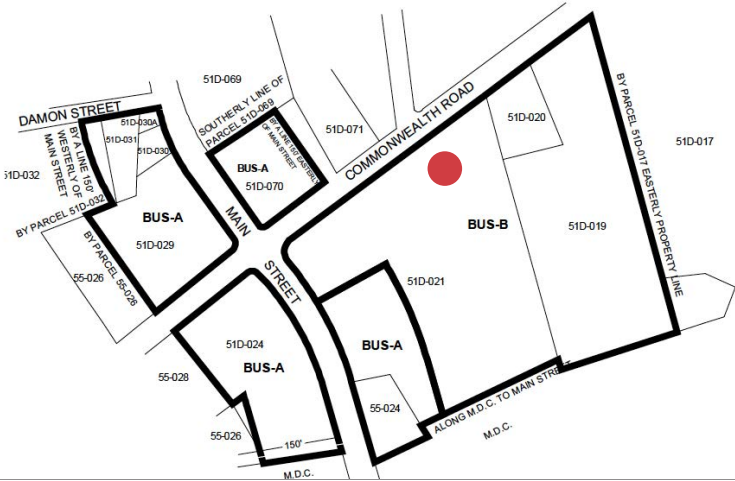 51D-069
DAMON STREET
SOUTHERLY LINE OF
PARCEL 51D-069
COMMONWEALTH ROAD
51D-030A
51D-031
51D-030
51D-071
51D-020
51D-017
BY A LINE 150'
WESTERLY OF
MAIN STREET
BY A LINE 150' EASTERLY
OF MAIN STREET
BUS-A
51D-070
51D-032
BY PARCEL 51D-032
BUS-A
51D-029
MAIN
STREET
BUS-B
51D-019
BY PARCEL 51D-017 EASTERLY PROPERTY LINE
BY PARCEL 55-026
55-026
51D-021
51D-024
BUS-A
BUS-A
55-028
55-024
55-026
150'
ALONG M.D.C. TO MAIN STREET
M.D.C.
M.D.C.